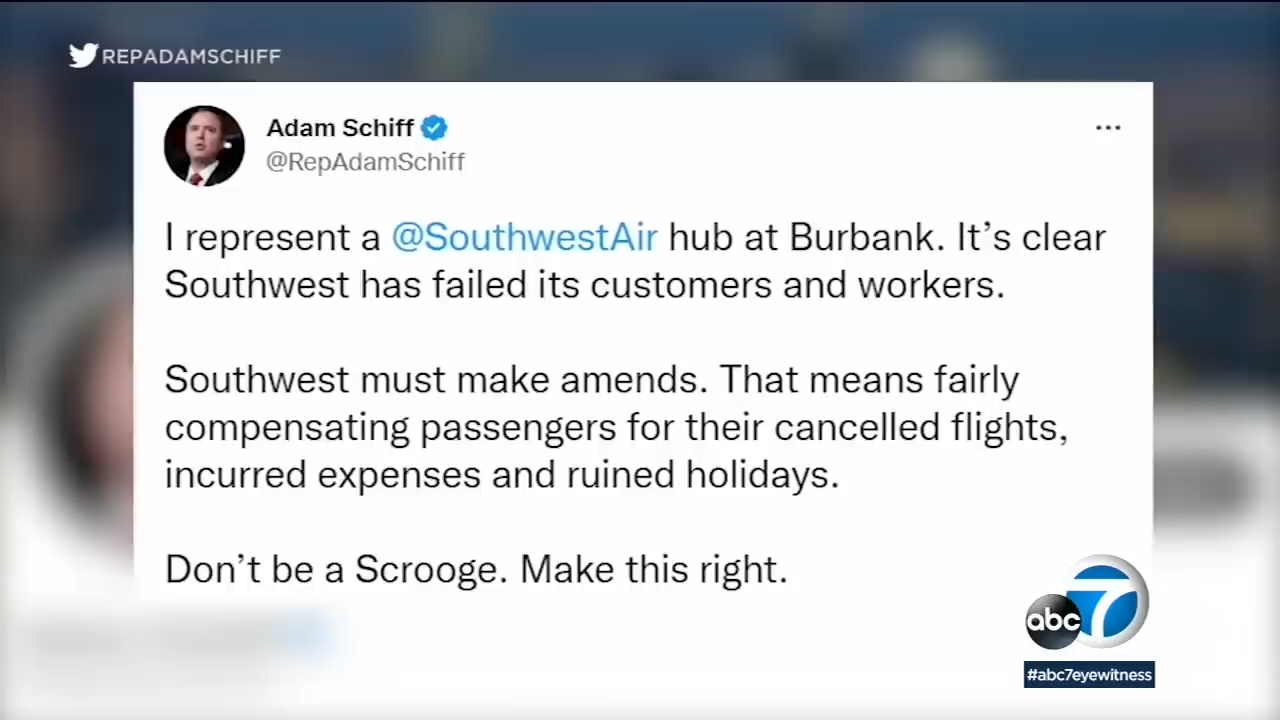 REPADAMSCHIFF
Adam Schiff
@RepAdamSchiff
I represent a @SouthwestAir hub at Burbank. It’s clear
Southwest has failed its customers and workers.
Southwest must make amends. That means fairly
compensating passengers for their cancelled flights,
incurred expenses and ruined holidays.
Don’t be a Scrooge. Make this right.
abc 7
#abc7eyewitness